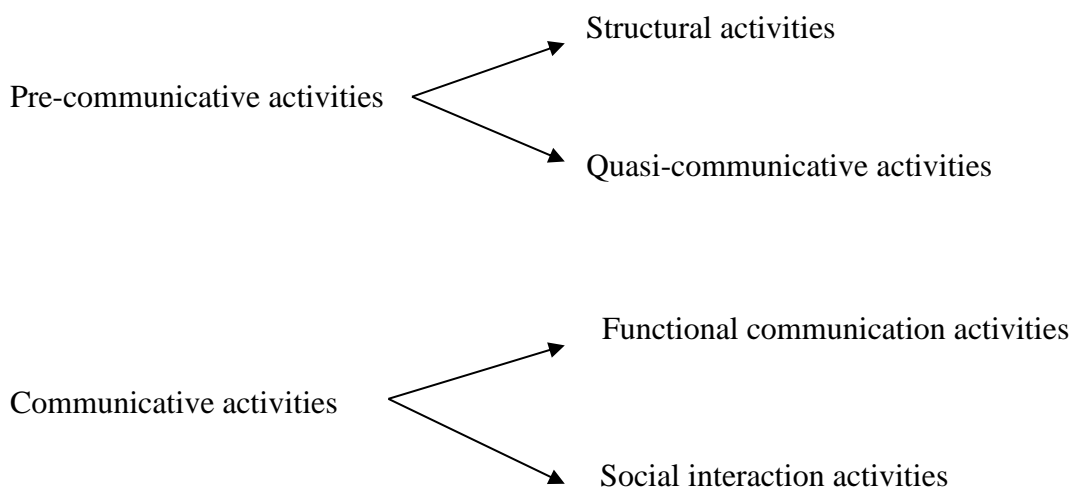 Structural activities
Pre-communicative activities
Quasi-communicative activities
Functional communication activities
Communicative activities
Social interaction activities